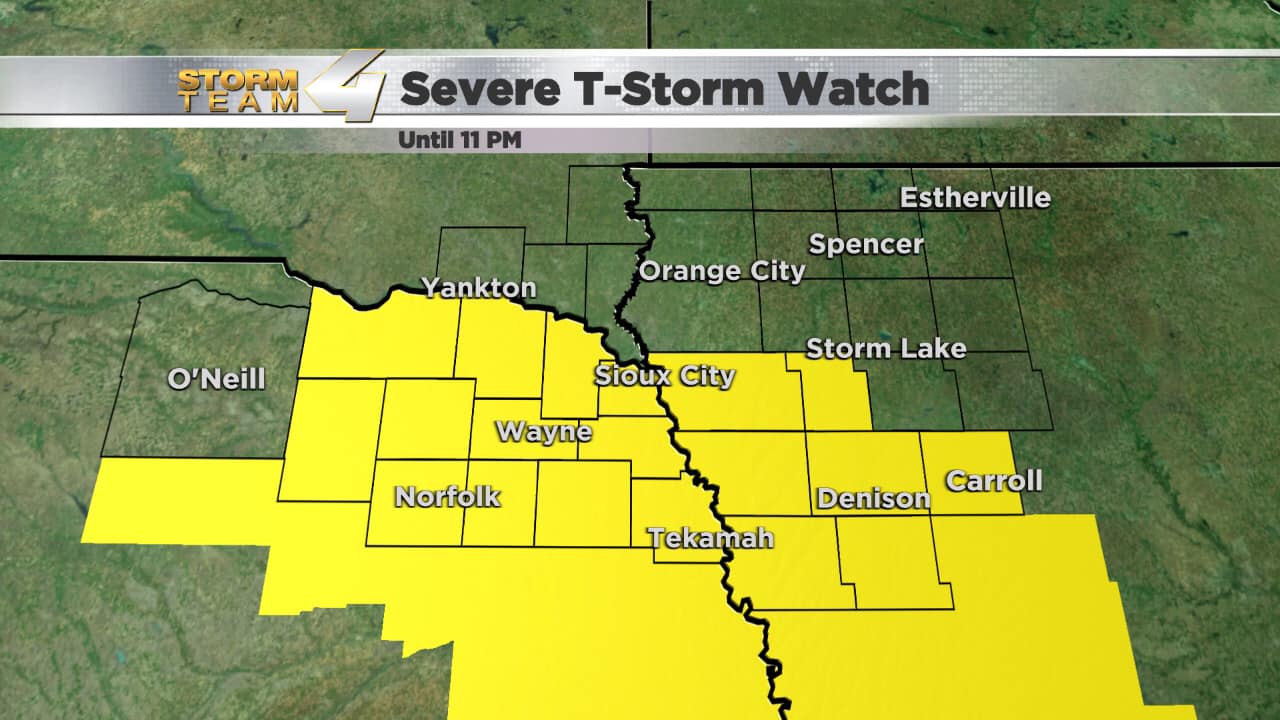 STORM
TEAM
4
Severe T-Storm Watch
Until 11 PM
Estherville
Spencer
Orange City
Yankton
Storm Lake
O'Neill
Sioux City
Wayne
Carroll
Norfolk
Denison
Tekamah